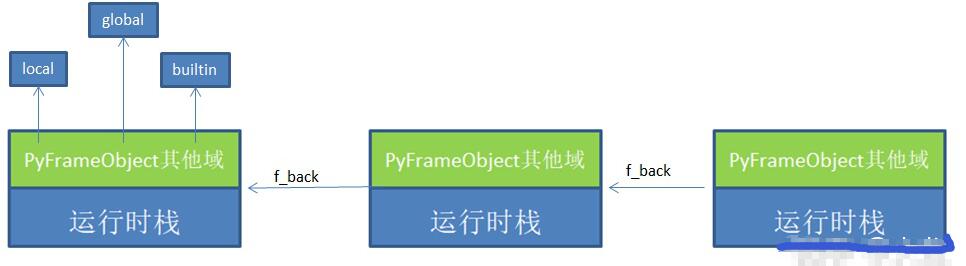 global
local
builtin
PyFrameObject其他域
PyFrameObject其他域
PyFrameObject其他域
f_back
f_back
运行时栈
运行时栈
运行时栈